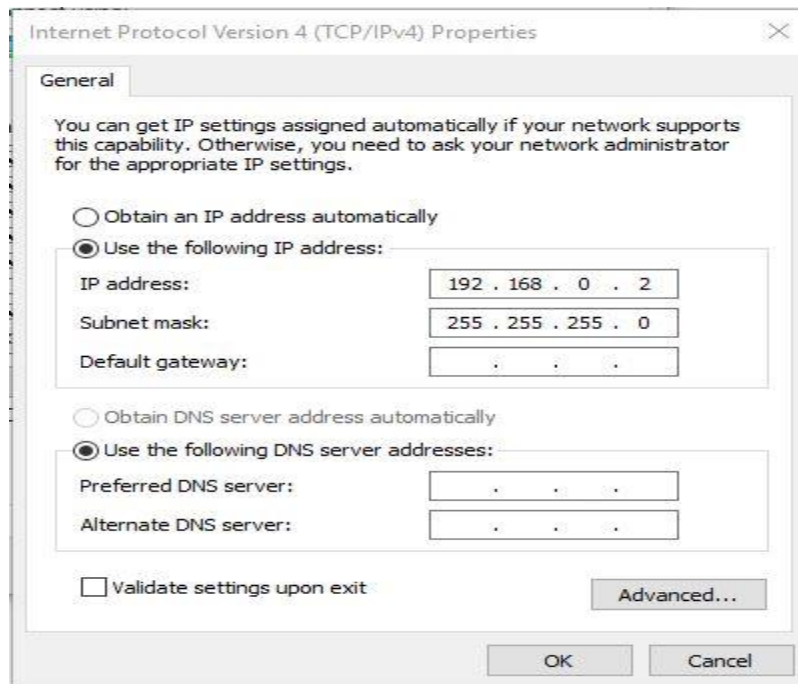 Internet Protocol Version 4 (TCP/IPv4) Properties
General
You can get IP settings assigned automatically if your network supports
this capability. Otherwise, you need to ask your network administrator
for the appropriate IP settings.
Obtain an IP address automatically
Use the following IP address:
IP address: 192 . 168 . 0 . 2
Subnet mask: 255 . 255 . 255 . 0
Default gateway: . . .
Obtain DNS server address automatically
Use the following DNS server addresses:
Preferred DNS server: . . .
Alternate DNS server: . . .
Validate settings upon exit
Advanced...
OK Cancel